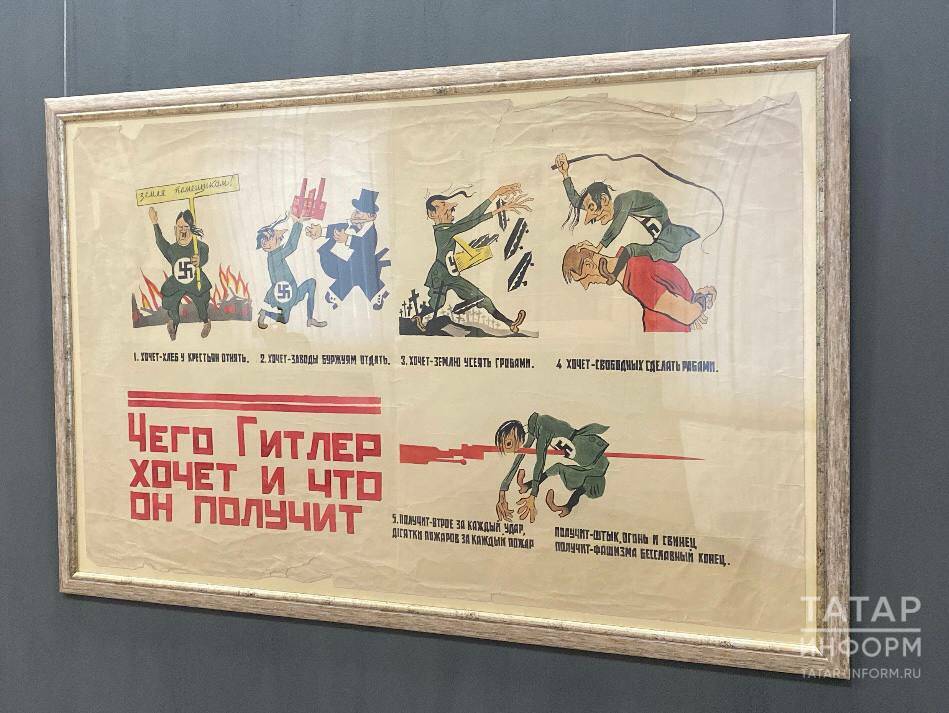 Земля помещикам!
1. ХОЧЕТ-ХЛЕБ У КРЕСТЬЯН ОТНЯТЬ.
2. ХОЧЕТ-ЗАВОДЫ БУРЖУЯМ ОТДАТЬ.
3. ХОЧЕТ-ЗЕМЛЮ УСЕЯТЬ ГРОБАМИ.
4 ХОЧЕТ-СВОБОДНЫХ СДЕЛАТЬ РАБАМИ.
ЧЕГО ГИТЛЕР
ХОЧЕТ И ЧТО
ОН ПОЛУЧИТ
5. ПОЛУЧИТ-ВТРОЕ ЗА КАЖДЫЙ УДАР,
ДЕСЯТКИ ПОЖАРОВ ЗА КАЖДЫЙ ПОЖАР
ПОЛУЧИТ-ШТЫК, ОГОНЬ И СВИНЕЦ
ПОЛУЧИТ-ФАШИЗМА БЕССЛАВНЫЙ КОНЕЦ.
ТАТАР
ИНФОРМ
TATAR-INFORM.RU